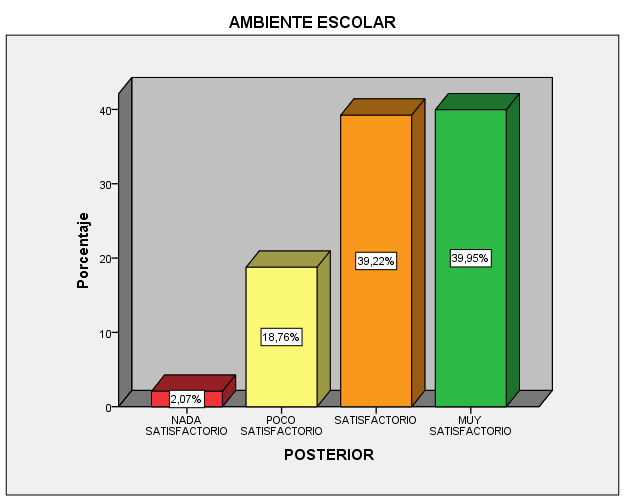 AMBIENTE ESCOLAR
Porcentaje
40
30
20
10
0
39,95%
39,22%
18,76%
2,07%
NADA
SATISFACTORIO
POCO
SATISFACTORIO
SATISFACTORIO
MUY
SATISFACTORIO
POSTERIOR